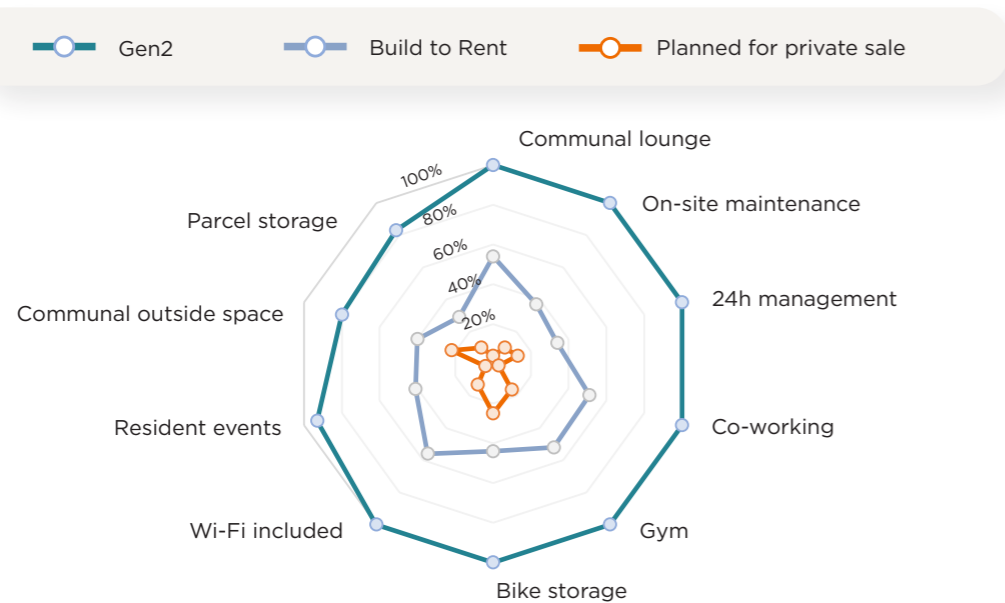 Gen2
Build to Rent
Planned for private sale
Communal lounge
100%
Parcel storage
80%
On-site maintenance
60%
40%
Communal outside space
24h management
20%
Resident events
Co-working
Wi-Fi included
Gym
Bike storage